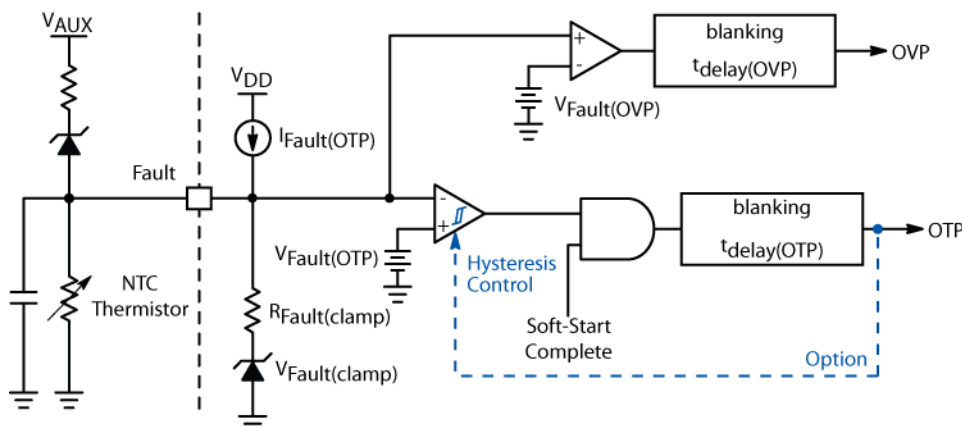 VAUX
VDD
IFault(OTP)
Fault
NTC
Thermistor
RFault(clamp)
VFault(clamp)
+
-
VFault(OVP)
blanking
tdelay(OVP)
OVP
-
+
VFault(OTP)
Hysteresis
Control
Soft-Start
Complete
blanking
tdelay(OTP)
OTP
Option